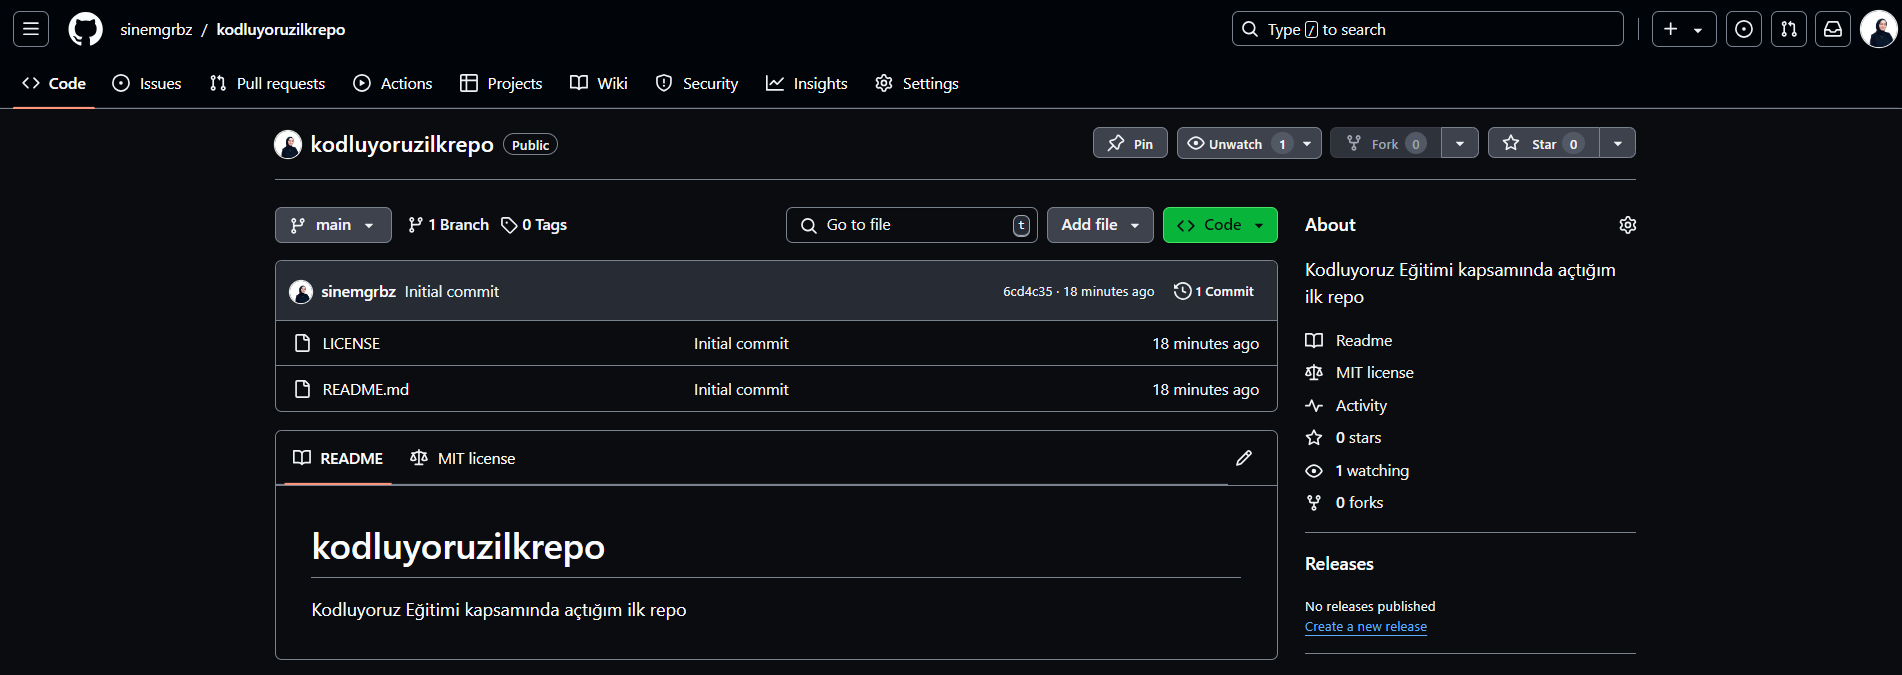 sinemgrbz / kodluyoruzilkrepo
Type / to search
Code Issues Pull requests Actions Projects Wiki Security Insights Settings
kodluyoruzilkrepo Public
Pin Unwatch 1 Fork 0 Star 0
main 1 Branch 0 Tags Go to file t Add file Code
sinemgrbz Initial commit 6cd4c35 · 18 minutes ago 1 Commit
LICENSE Initial commit 18 minutes ago
README.md Initial commit 18 minutes ago
README MIT license
kodluyoruzilkrepo
Kodluyoruz Eğitimi kapsamında açtığım ilk repo
About
Kodluyoruz Eğitimi kapsamında açtığım
ilk repo
Readme
MIT license
Activity
0 stars
1 watching
0 forks
Releases
No releases published
Create a new release